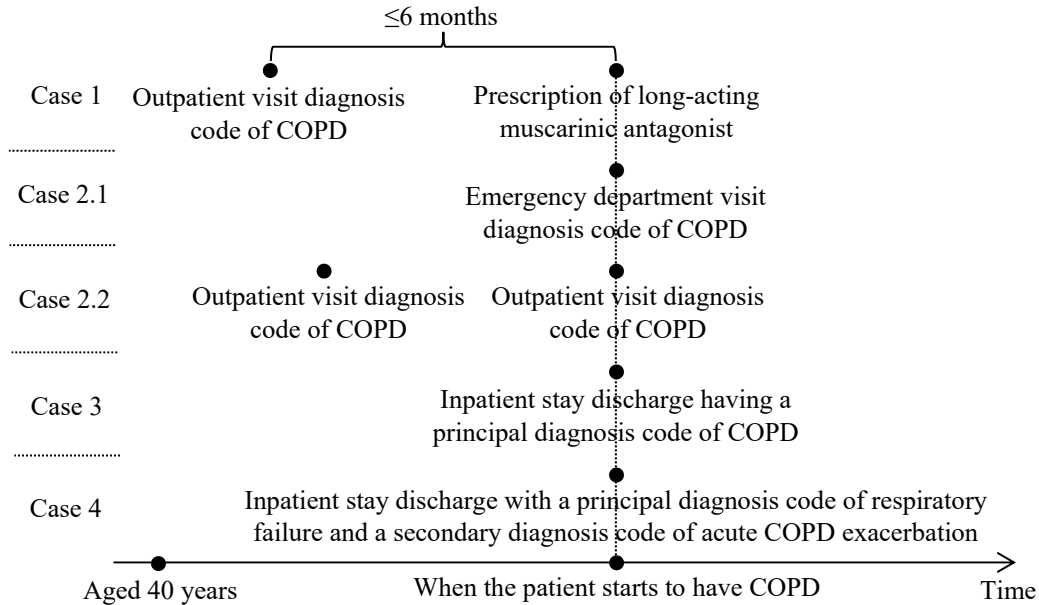 ≤6 months
Case 1
Outpatient visit diagnosis
code of COPD
Prescription of long-acting
muscarinic antagonist
Case 2.1
Emergency department visit
diagnosis code of COPD
Case 2.2
Outpatient visit diagnosis
code of COPD
Outpatient visit diagnosis
code of COPD
Case 3
Inpatient stay discharge having a
principal diagnosis code of COPD
Case 4
Inpatient stay discharge with a principal diagnosis code of respiratory
failure and a secondary diagnosis code of acute COPD exacerbation
Aged 40 years
When the patient starts to have COPD
Time